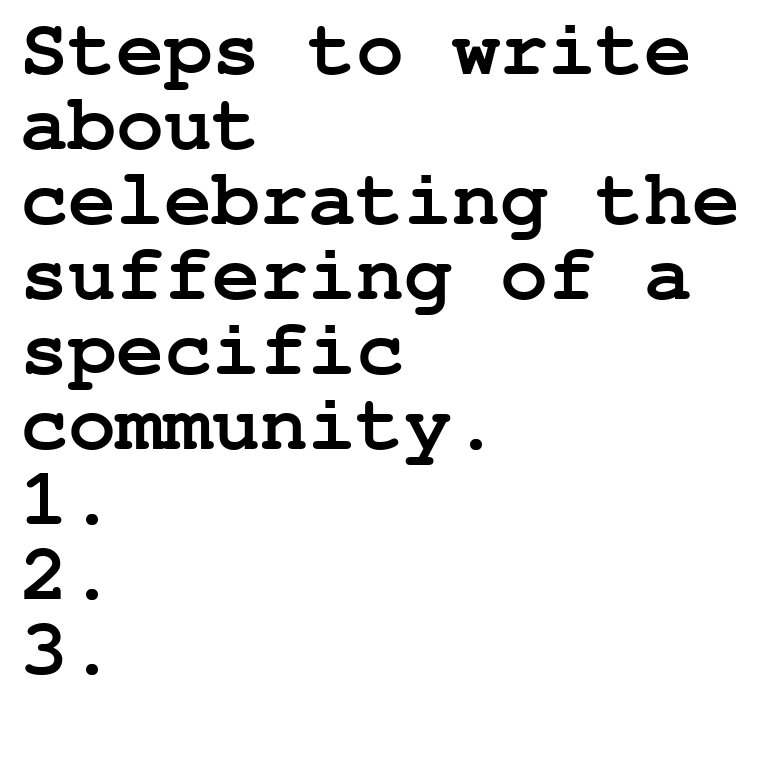 Steps to write
about
celebrating the
suffering of a
specific
community.
1.
2.
3.